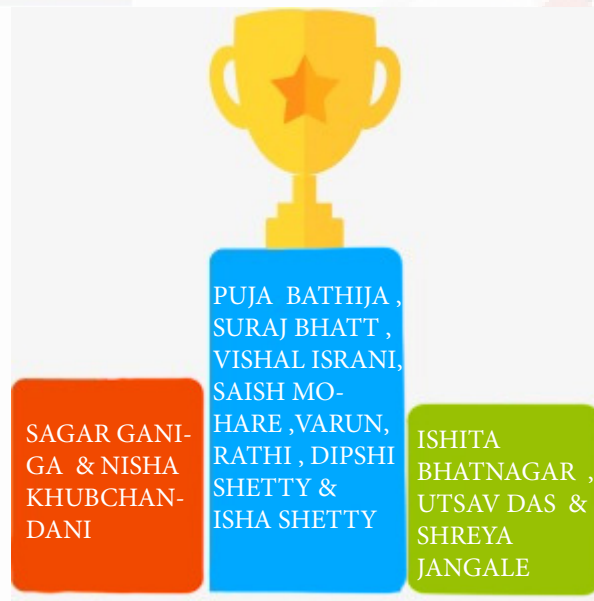 SAGAR GANI-
GA & NISHA
KHUBCHAN-
DANI
PUJA BATHIJA ,
SURAJ BHATT ,
VISHAL ISRANI,
SAISH MO-
HARE ,VARUN,
RATHI , DIPSHI
SHETTY &
ISHA SHETTY
ISHITA
BHATNAGAR ,
UTSAV DAS &
SHREYA
JANGALE